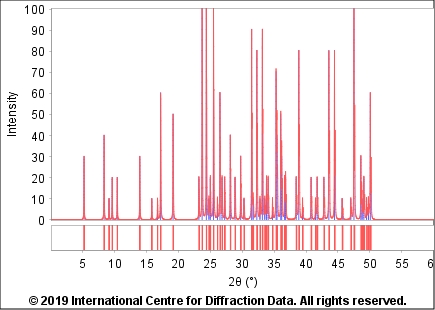 100
90
80
70
60
50
40
30
20
10
0
Intensity
5 10 15 20 25 30 35 40 45 50 55 6
2θ (°)
© 2019 International Centre for Diffraction Data. All rights reserved.